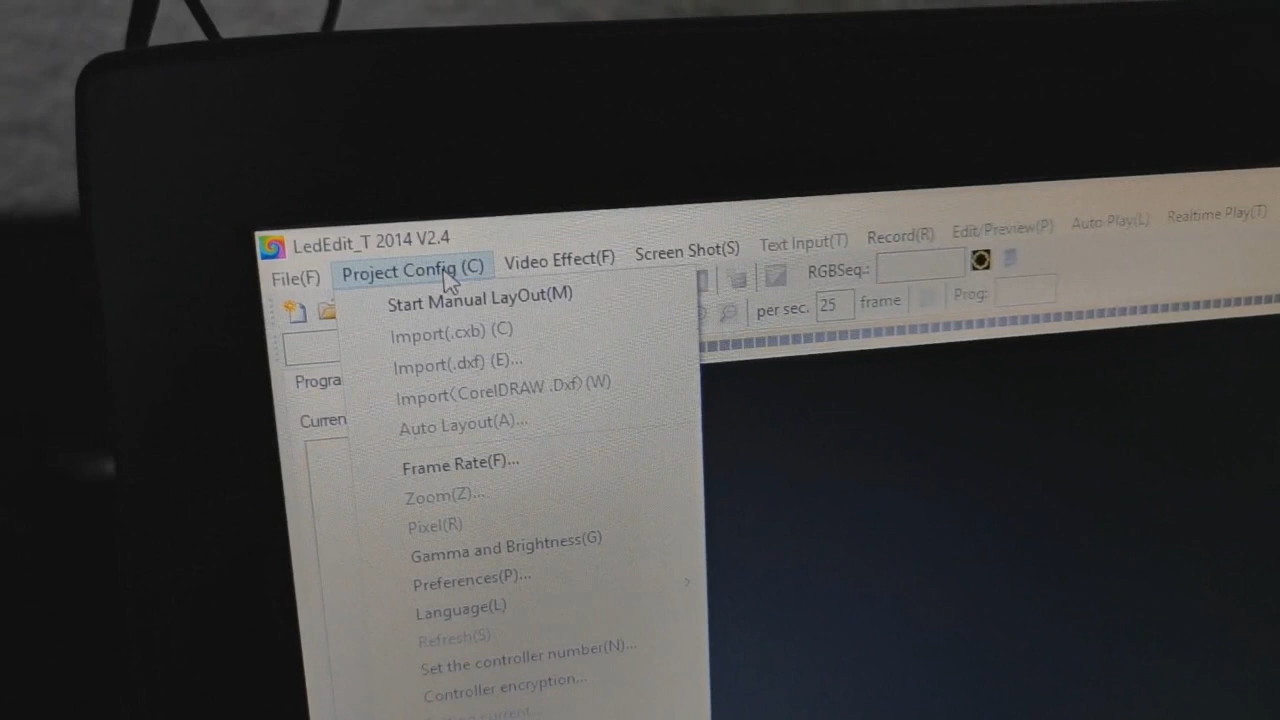 LedEdit_T 2014 V2.4
File(F) Project Config (C) Video Effect(F) Screen Shot(S) Text Input(T) Record(R) Edit/Preview(P) Auto Play(L) Realtime Play(T)
RGBSeq.:
per sec. 25 frame Prog:
Start Manual LayOut(M)
Import(.cxb) (C)
Import(.dxf) (E)...
Import(CorelDRAW .Dxf) (W)
Auto Layout(A)...
Frame Rate(F)...
Zoom(Z)...
Pixel(R)
Gamma and Brightness(G)
Preferences(P)...
Language(L)
Refresh(S)
Set the controller number(N)...
Controller encryption...
current...
Progra
Curren